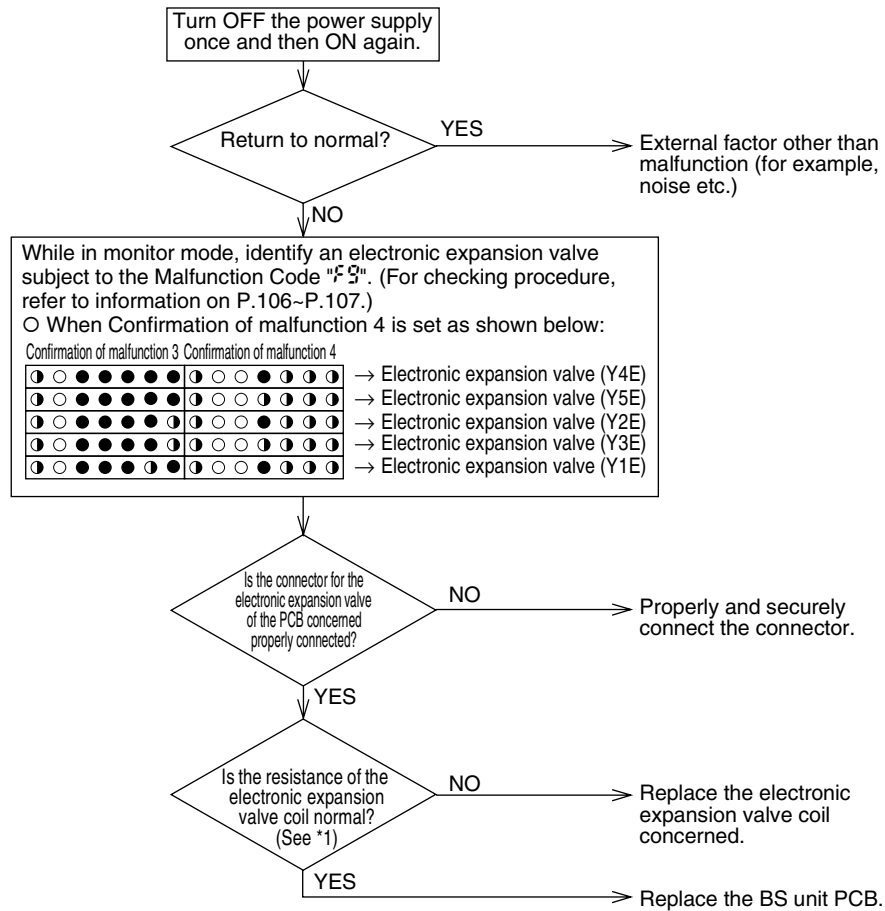 Turn OFF the power supply
once and then ON again.
Return to normal?
YES
External factor other than
malfunction (for example,
noise etc.)
NO
While in monitor mode, identify an electronic expansion valve
subject to the Malfunction Code "F9". (For checking procedure,
refer to information on P.106~P.107.)
○ When Confirmation of malfunction 4 is set as shown below:
Confirmation of malfunction 3 Confirmation of malfunction 4
◑ ○ ● ● ● ● ● ◑ ○ ○ ● ◑ ◑ ◑ → Electronic expansion valve (Y4E)
◑ ○ ● ● ● ● ● ◑ ○ ○ ◑ ◑ ◑ ◑ → Electronic expansion valve (Y5E)
◑ ○ ● ● ● ● ◑ ◑ ○ ○ ● ◑ ◑ ◑ → Electronic expansion valve (Y2E)
◑ ○ ● ● ● ● ◑ ◑ ○ ○ ◑ ◑ ◑ ◑ → Electronic expansion valve (Y3E)
◑ ○ ● ● ● ◑ ● ◑ ○ ○ ● ◑ ◑ ◑ → Electronic expansion valve (Y1E)
Is the connector for the
electronic expansion valve
of the PCB concerned
properly connected?
NO
Properly and securely
connect the connector.
YES
Is the resistance of the
electronic expansion
valve coil normal?
(See *1)
NO
Replace the electronic
expansion valve coil
concerned.
YES
Replace the BS unit PCB.